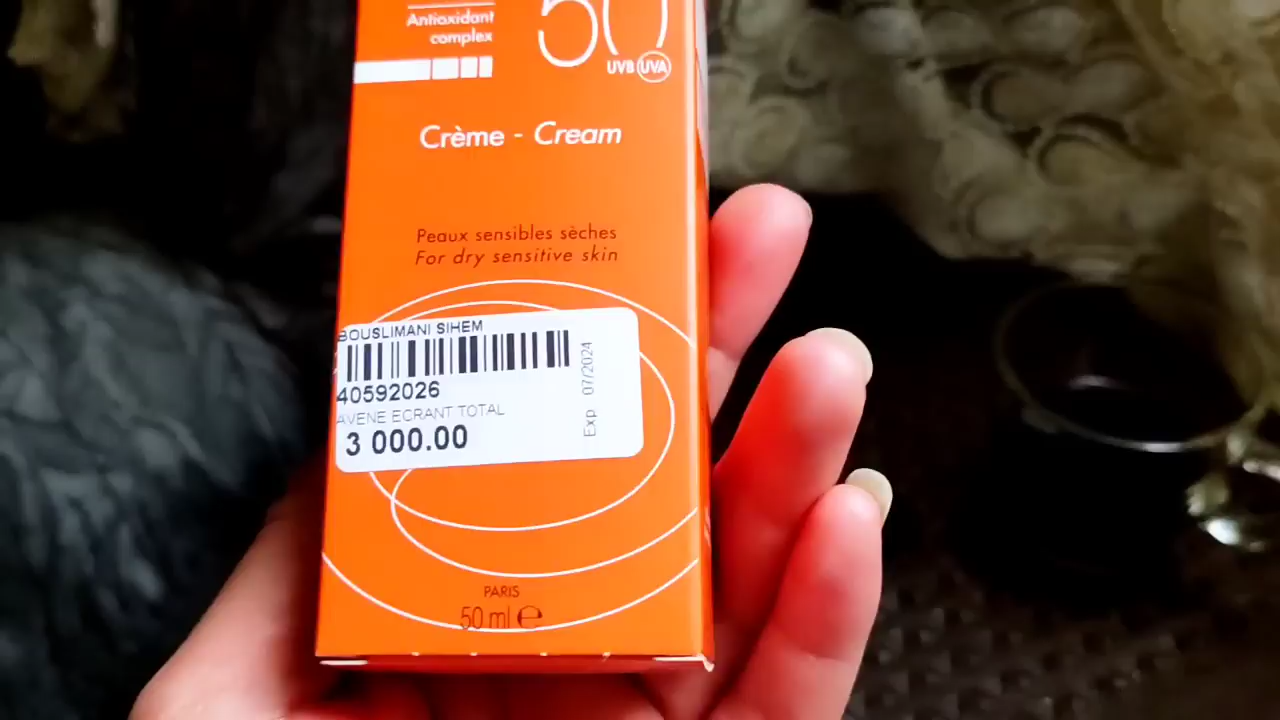 Antioxidant
complex
50
UVB UVA
Crème - Cream
Peaux sensibles sèches
For dry sensitive skin
BOUSLIMANI SIHEM
40592026
AVENE ECRANT TOTAL
3 000.00
Exp 07/2024
PARIS
50 ml ℮